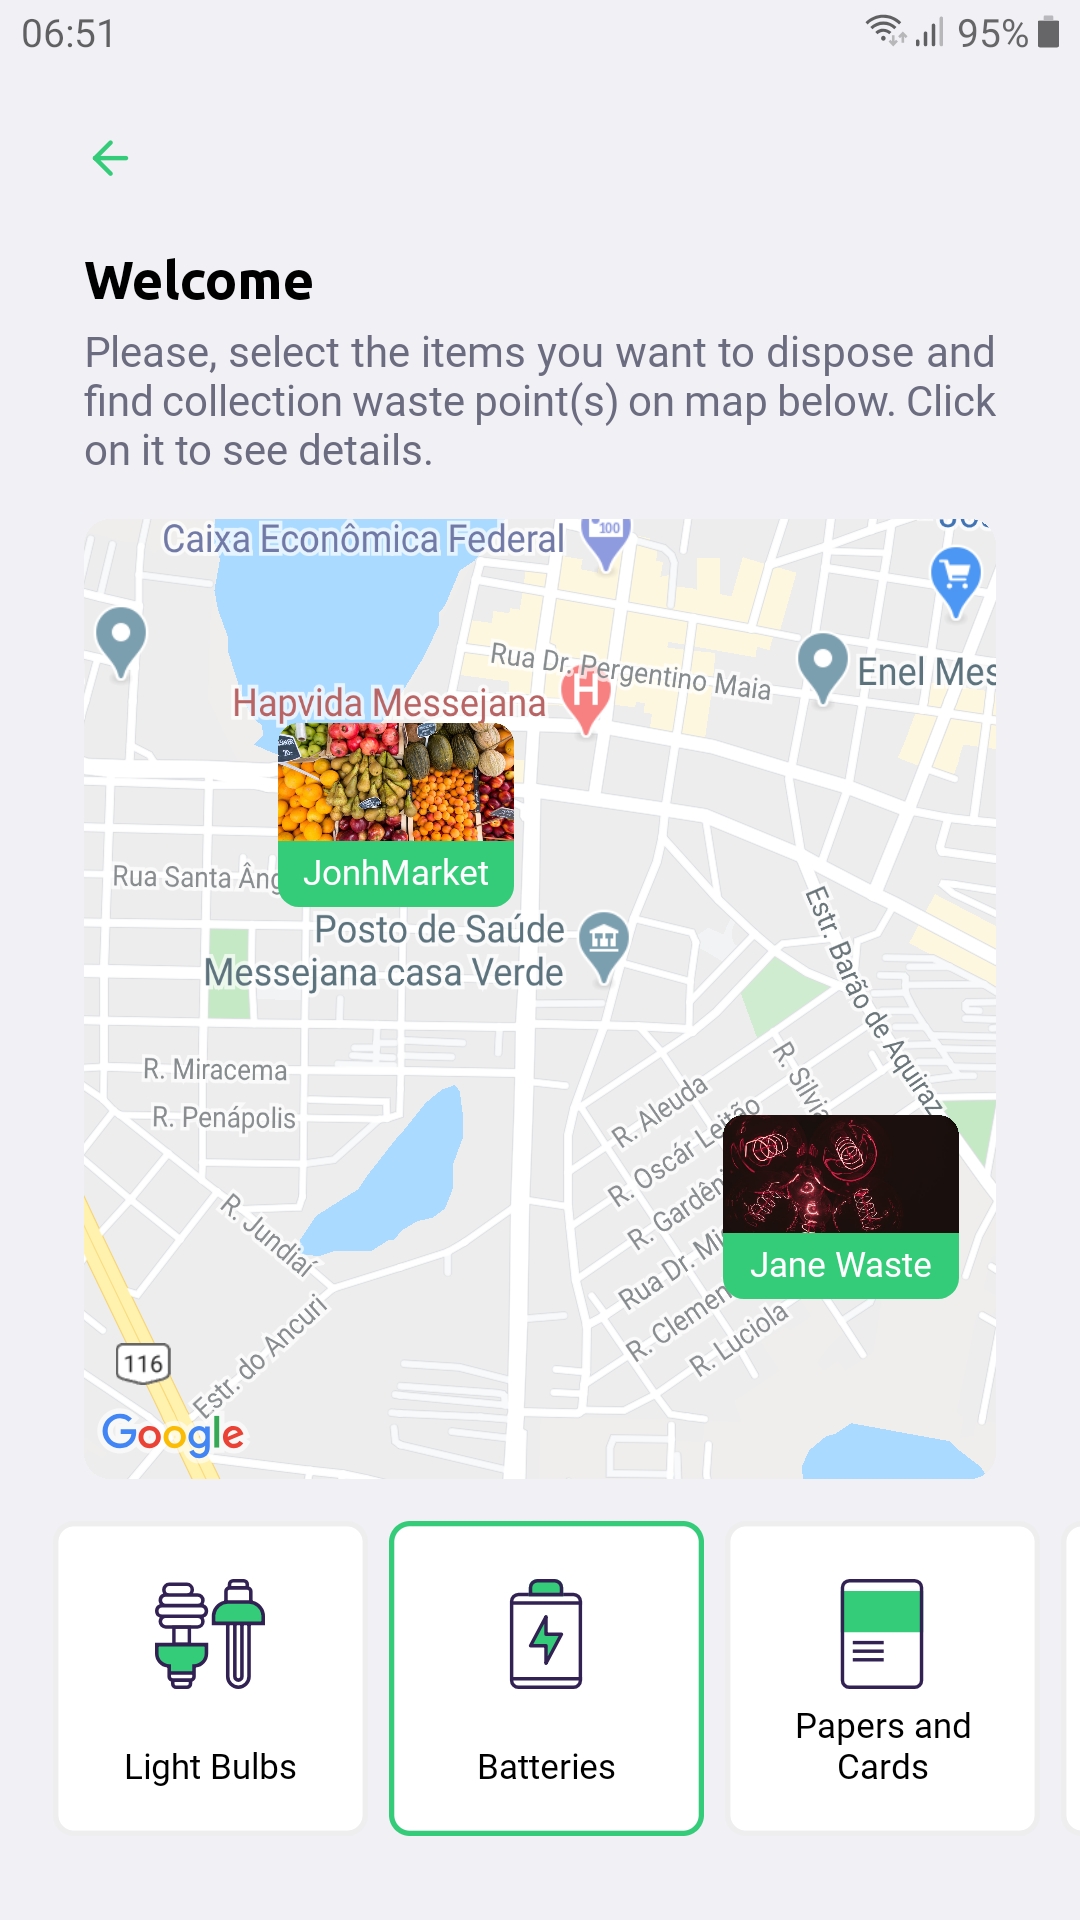 06:51
95%
Welcome
Please, select the items you want to dispose and
find collection waste point(s) on map below. Click
on it to see details.
Caixa Econômica Federal
100
Rua Dr. Pergentino Maia
Enel Mes
Hapvida Messejana
H
JonhMarket
Rua Santa Âng
Posto de Saúde
Messejana casa Verde
Estr. Barão de Aquiraz
R. Miracema
R. Penápolis
R. Silvia
R. Aleuda
R. Oscár Leitão
R. Gardên
Jane Waste
R. Jundiaí
Rua Dr. Mi
R. Clemen
R. Luciola
Estr. do Ancuri
116
Google
Light Bulbs
Batteries
Papers and
Cards